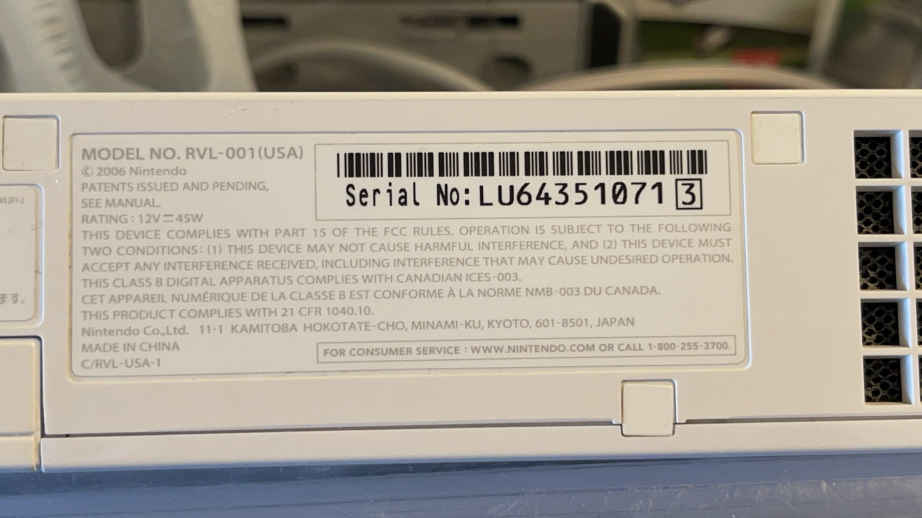 MODEL NO. RVL-001(USA)
© 2006 Nintendo
PATENTS ISSUED AND PENDING,
SEE MANUAL.
RATING : 12V ⎓ 45W
Serial No:LU64351071 3
THIS DEVICE COMPLIES WITH PART 15 OF THE FCC RULES. OPERATION IS SUBJECT TO THE FOLLOWING
TWO CONDITIONS: (1) THIS DEVICE MAY NOT CAUSE HARMFUL INTERFERENCE, AND (2) THIS DEVICE MUST
ACCEPT ANY INTERFERENCE RECEIVED, INCLUDING INTERFERENCE THAT MAY CAUSE UNDESIRED OPERATION.
THIS CLASS B DIGITAL APPARATUS COMPLIES WITH CANADIAN ICES-003.
CET APPAREIL NUMÉRIQUE DE LA CLASSE B EST CONFORME À LA NORME NMB-003 DU CANADA.
THIS PRODUCT COMPLIES WITH 21 CFR 1040.10.
Nintendo Co.,Ltd. 11-1 KAMITOBA HOKOTATE-CHO, MINAMI-KU, KYOTO, 601-8501, JAPAN
MADE IN CHINA
C/RVL-USA-1
FOR CONSUMER SERVICE : WWW.NINTENDO.COM OR CALL 1-800-255-3700.
ます。